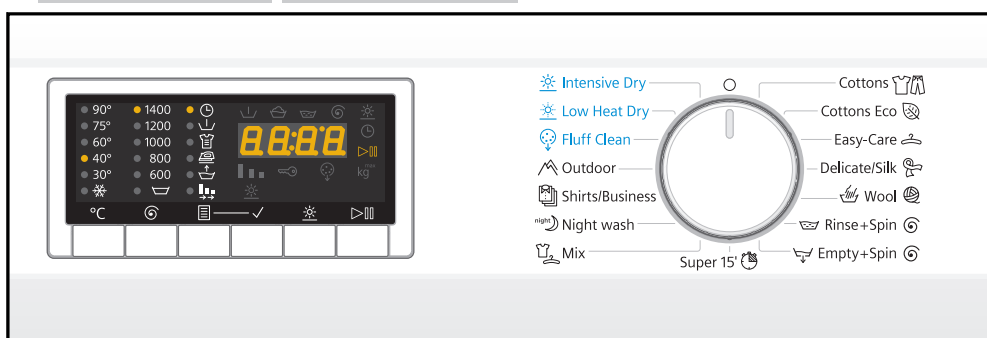 90° 1400
75° 1200
60° 1000
40° 800
30° 600
88:88
max
kg
°C
Intensive Dry
Low Heat Dry
Fluff Clean
Outdoor
Shirts/Business
night Night wash
Mix
Super 15'
Cottons
Cottons Eco
Easy-Care
Delicate/Silk
Wool
Rinse+Spin
Empty+Spin